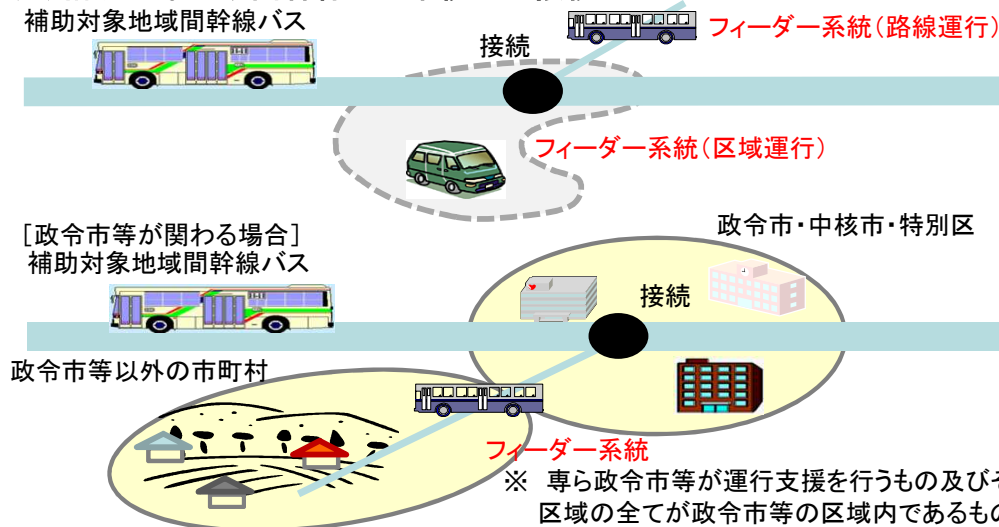 補助対象地域間幹線バス
接続
フィーダー系統(路線運行)
フィーダー系統(区域運行)
[政令市等が関わる場合]
補助対象地域間幹線バス
政令市・中核市・特別区
接続
政令市等以外の市町村
フィーダー系統
※ 専ら政令市等が運行支援を行うもの及びそ
区域の全てが政令市等の区域内であるもの